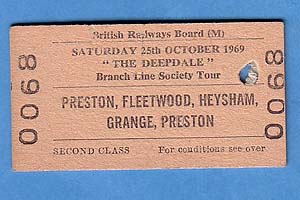 British Railways Board (M)
SATURDAY 25th OCTOBER 1969
"THE DEEPDALE"
Branch Line Society Tour
PRESTON, FLEETWOOD, HEYSHAM,
GRANGE, PRESTON
SECOND CLASS For conditions see over
0068
0068